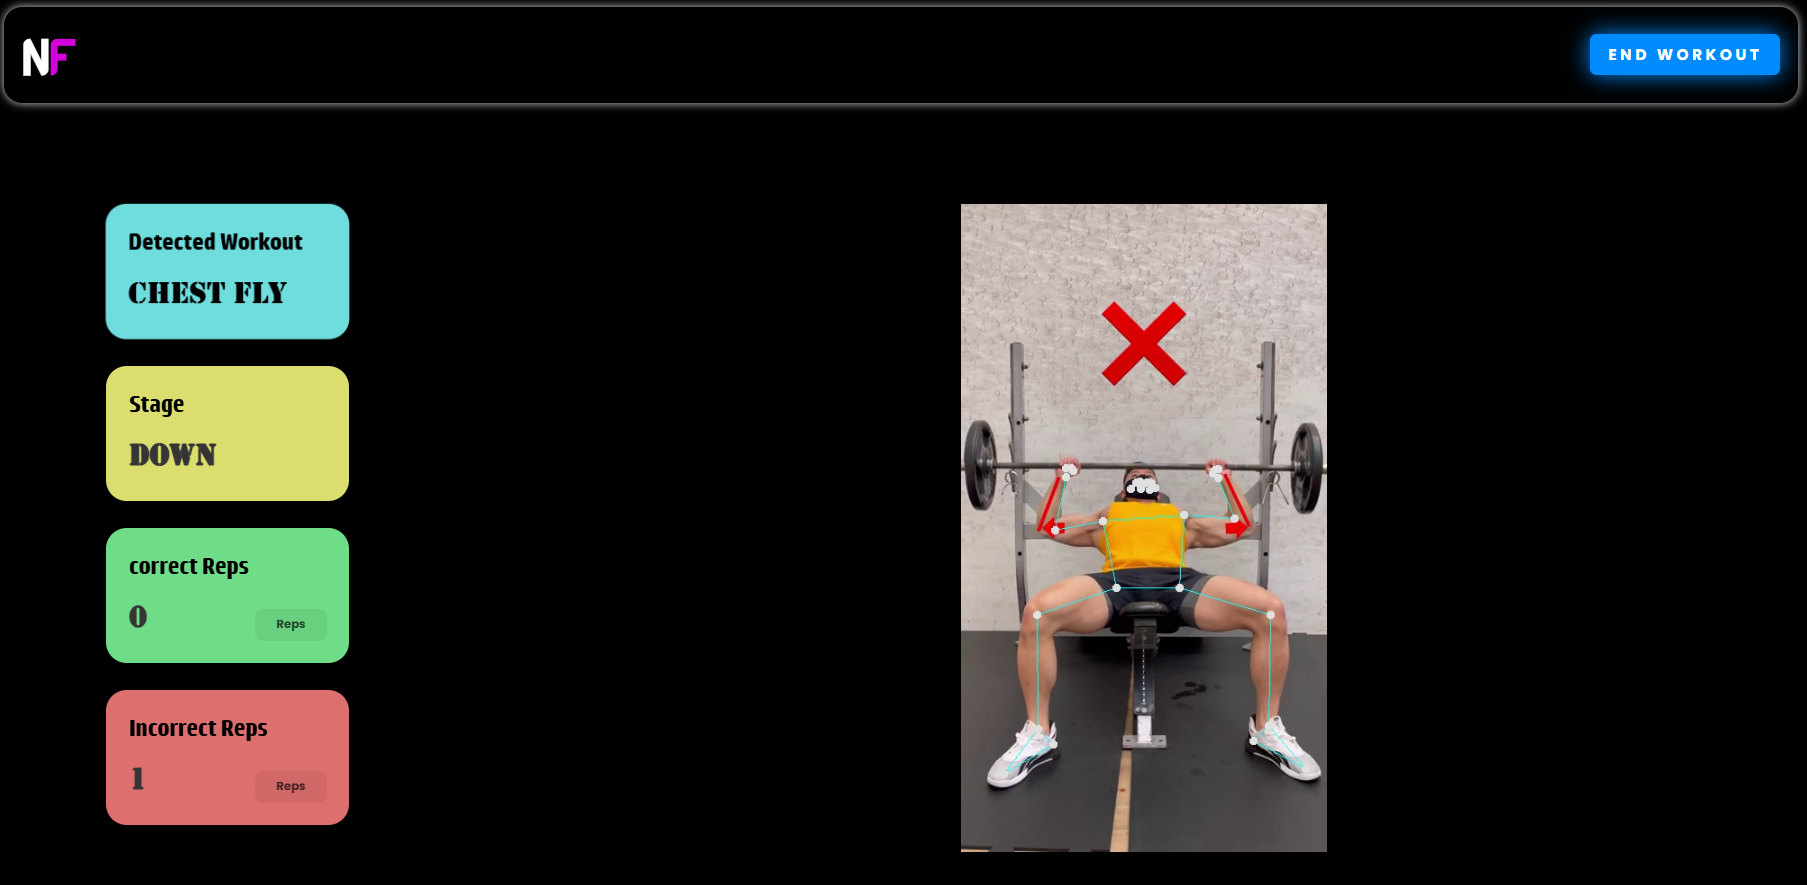 NF
END WORKOUT
Detected Workout
CHEST FLY
Stage
DOWN
correct Reps
0
Reps
Incorrect Reps
1
Reps